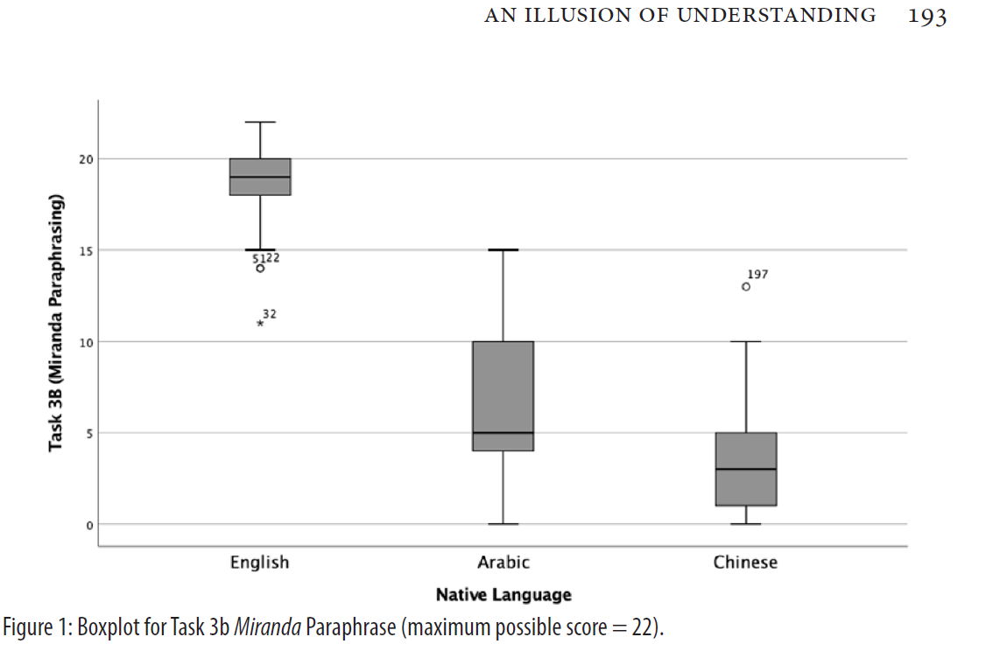 AN ILLUSION OF UNDERSTANDING 193
Task 3B (Miranda Paraphrasing)
20
15
10
5
0
5122
32
197
English Arabic Chinese
Native Language
Figure 1: Boxplot for Task 3b Miranda Paraphrase (maximum possible score = 22).